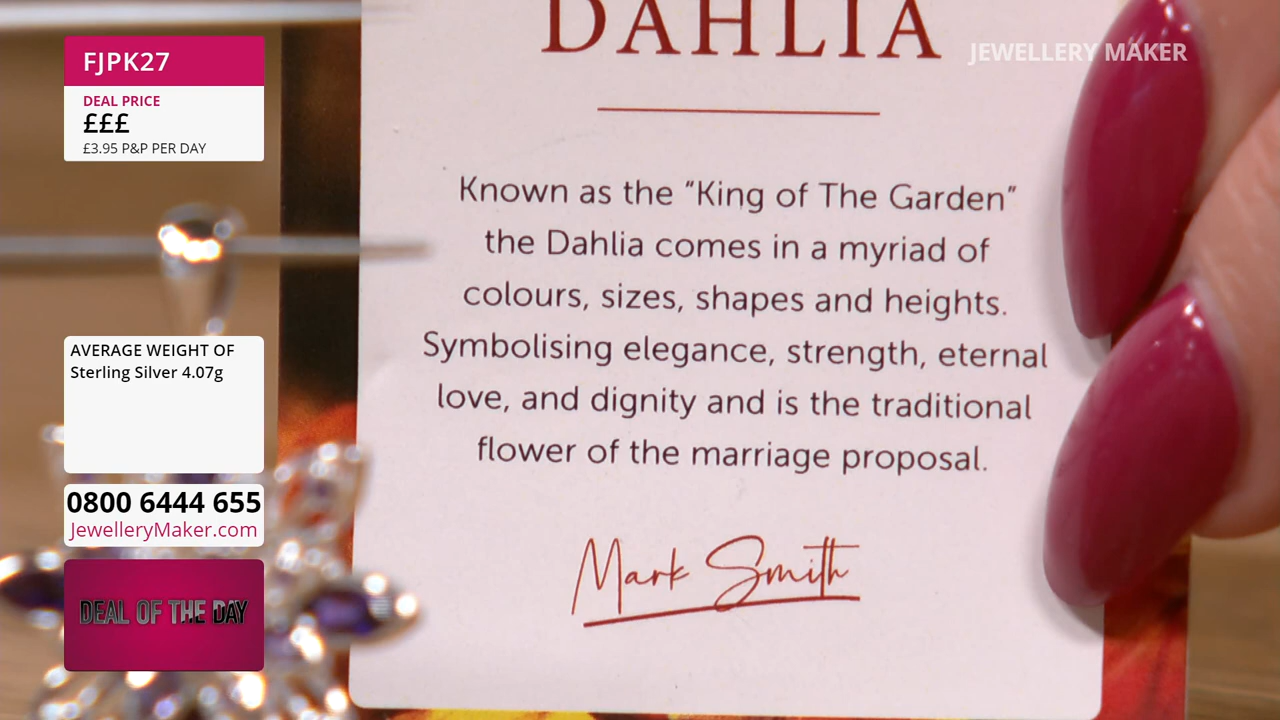 FJPK27
DEAL PRICE
£££
£3.95 P&P PER DAY
AVERAGE WEIGHT OF
Sterling Silver 4.07g
0800 6444 655
JewelleryMaker.com
DEAL OF THE DAY
JEWELLERY MAKER
DAHLIA
Known as the "King of The Garden"
the Dahlia comes in a myriad of
colours, sizes, shapes and heights.
Symbolising elegance, strength, eternal
love, and dignity and is the traditional
flower of the marriage proposal.
Mark Smith